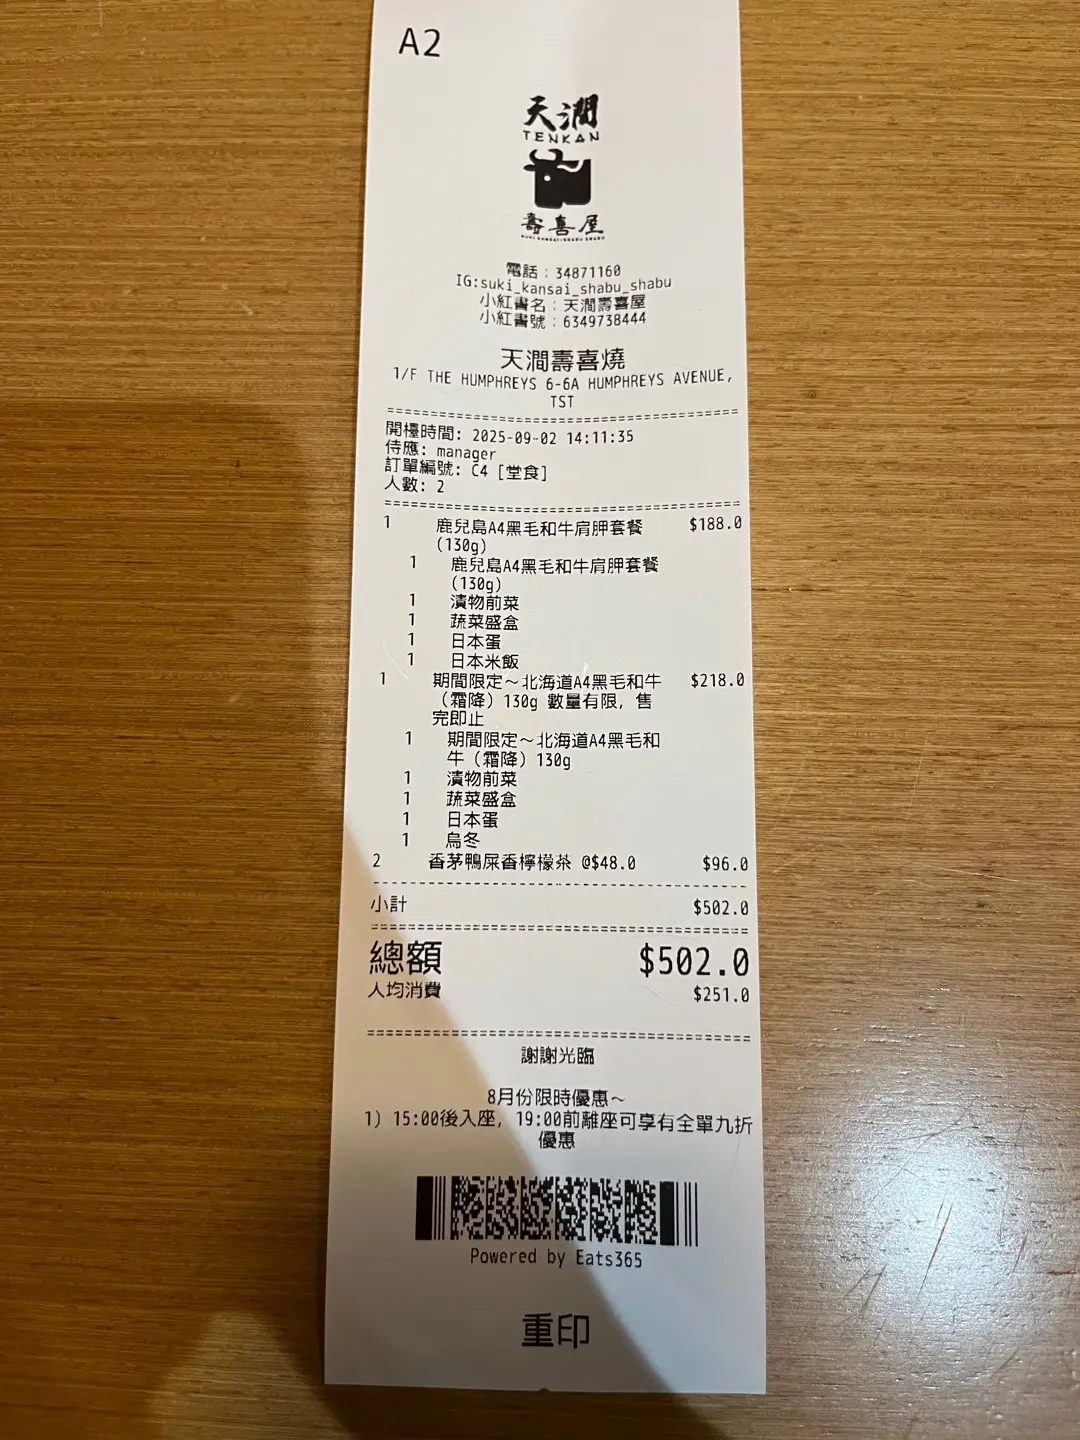 A2
天澗
TENKAN
壽喜屋
電話：34871160
IG:suki_kansai_shabu_shabu
小紅書名：天澗壽喜屋
小紅書號：6349738444
天澗壽喜燒
1/F THE HUMPHREYS 6-6A HUMPHREYS AVENUE,
TST
開檯時間: 2025-09-02 14:11:35
侍應: manager
訂單編號: C4 [堂食]
人數: 2
1 鹿兒島A4黑毛和牛肩胛套餐 $188.0
(130g)
1 鹿兒島A4黑毛和牛肩胛套餐
(130g)
1 漬物前菜
1 蔬菜盛盒
1 日本蛋
1 日本米飯
1 期間限定～北海道A4黑毛和牛 $218.0
（霜降）130g 數量有限, 售
完即止
1 期間限定～北海道A4黑毛和
牛（霜降）130g
1 漬物前菜
1 蔬菜盛盒
1 日本蛋
1 烏冬
2 香茅鴨屎香檸檬茶 @$48.0 $96.0
小計 $502.0
總額 $502.0
人均消費 $251.0
謝謝光臨
8月份限時優惠～
1) 15:00後入座, 19:00前離座可享有全單九折
優惠
Powered by Eats365
重印